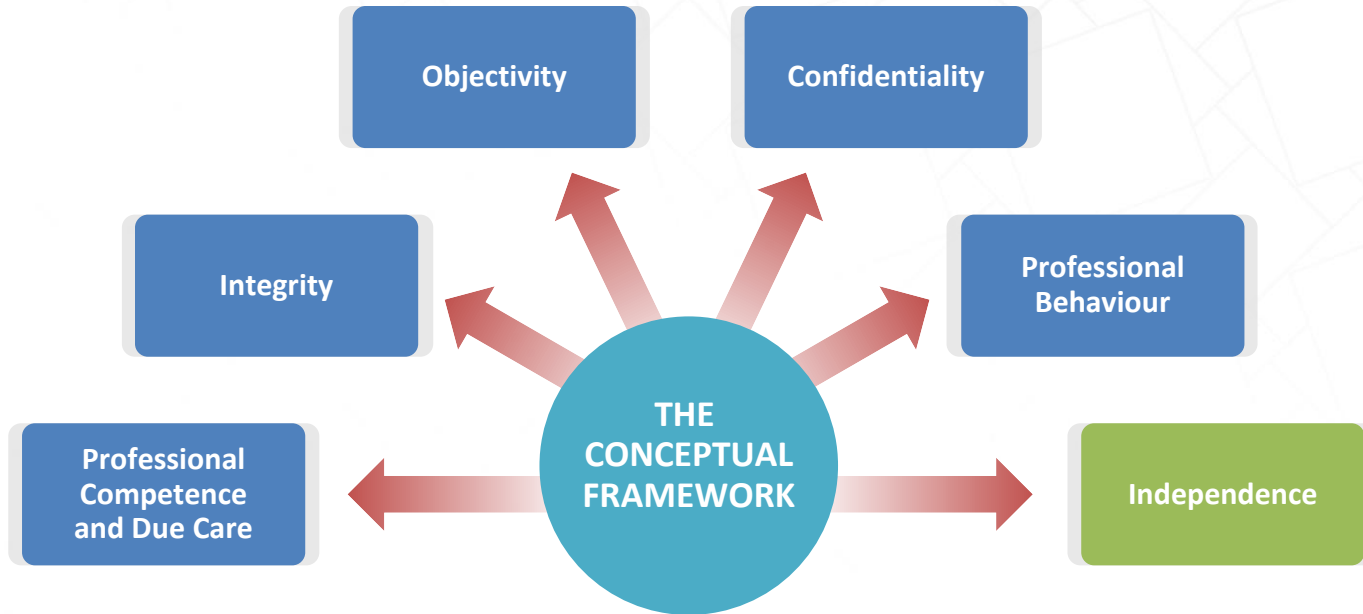 Objectivity
Confidentiality
Integrity
Professional
Behaviour
THE
CONCEPTUAL
FRAMEWORK
Professional
Competence
and Due Care
Independence